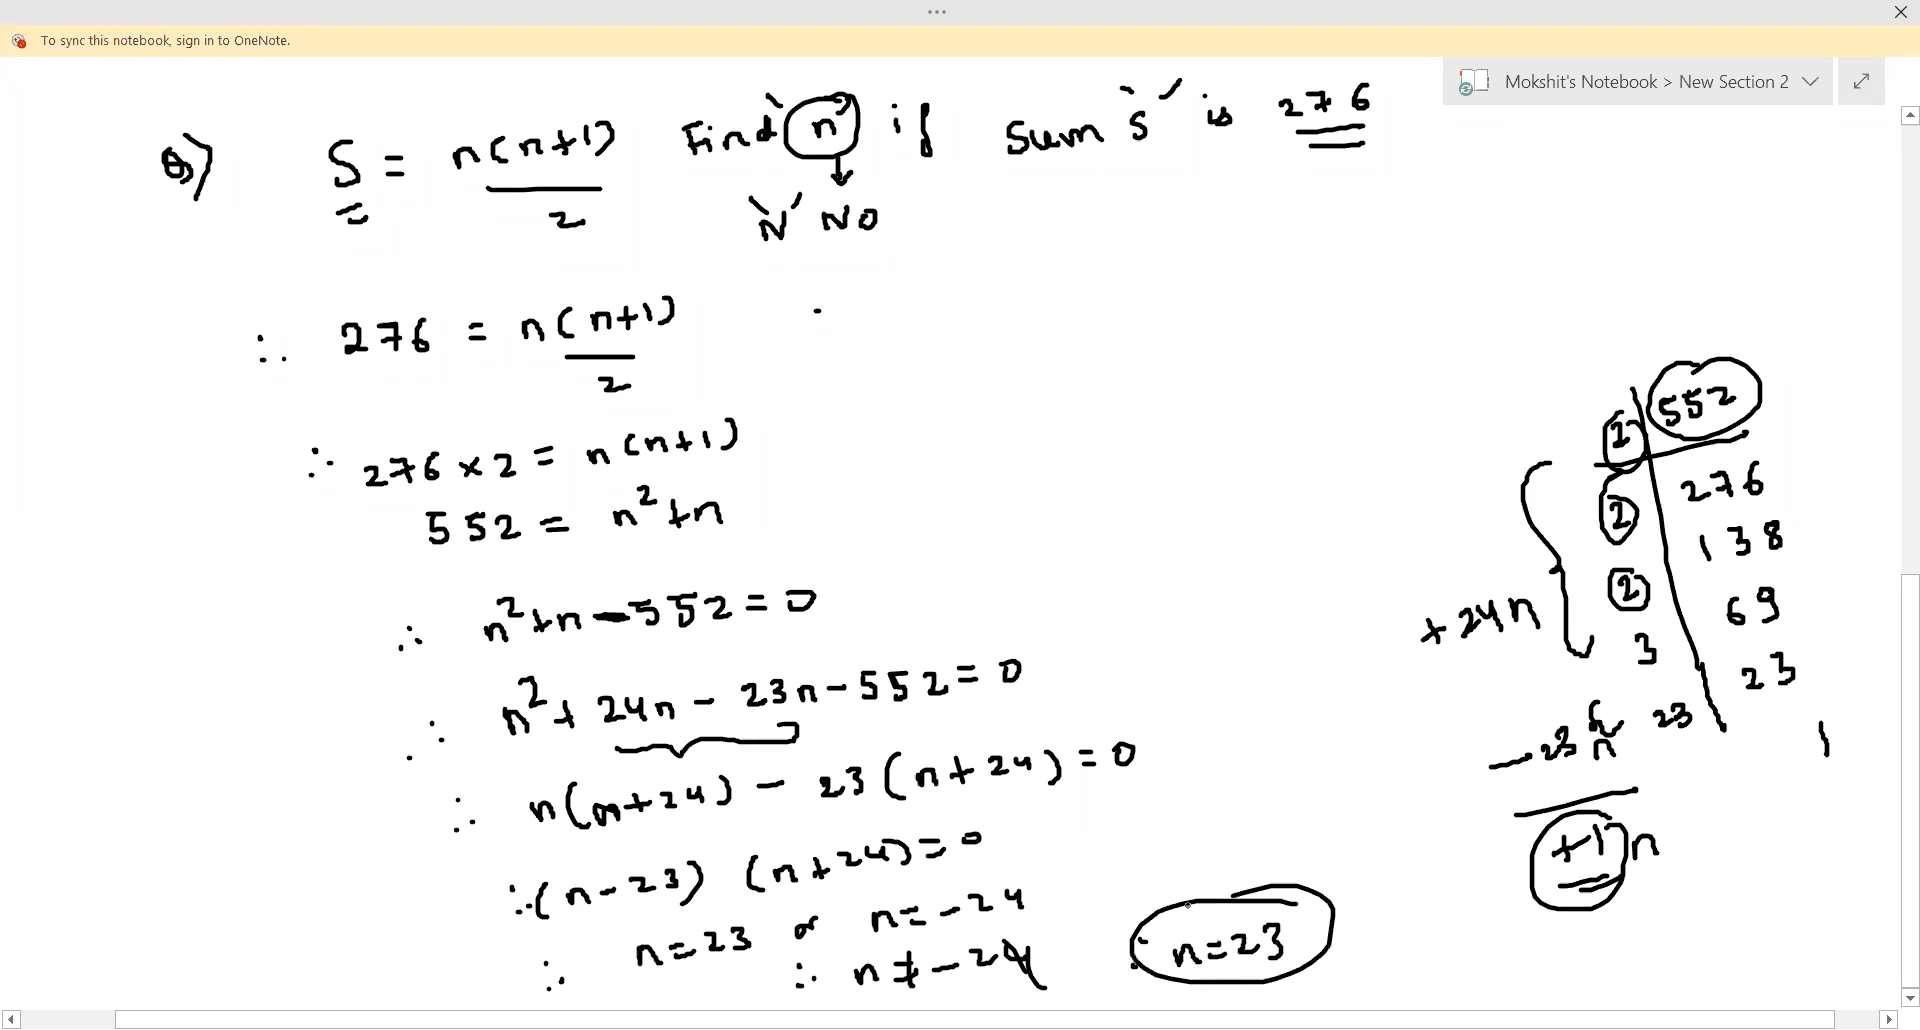 To sync this notebook, sign in to OneNote.
Mokshit's Notebook > New Section 2
Q) S = n(n+1)/2 Find 'n' if Sum 'S' is 276
'N' NO
∴ 276 = n(n+1)/2
∴ 276 × 2 = n(n+1)
552 = n²+n
∴ n²+n-552=0
∴ n²+24n-23n-552=0
∴ n(n+24) - 23(n+24)=0
∴(n-23) (n+24)=0
∴ n=23 or n=-24
∴ n≠-24
∴ n=23
2 552
2 276
2 138
3 69
23 23
1
+24n
-23n
+1n